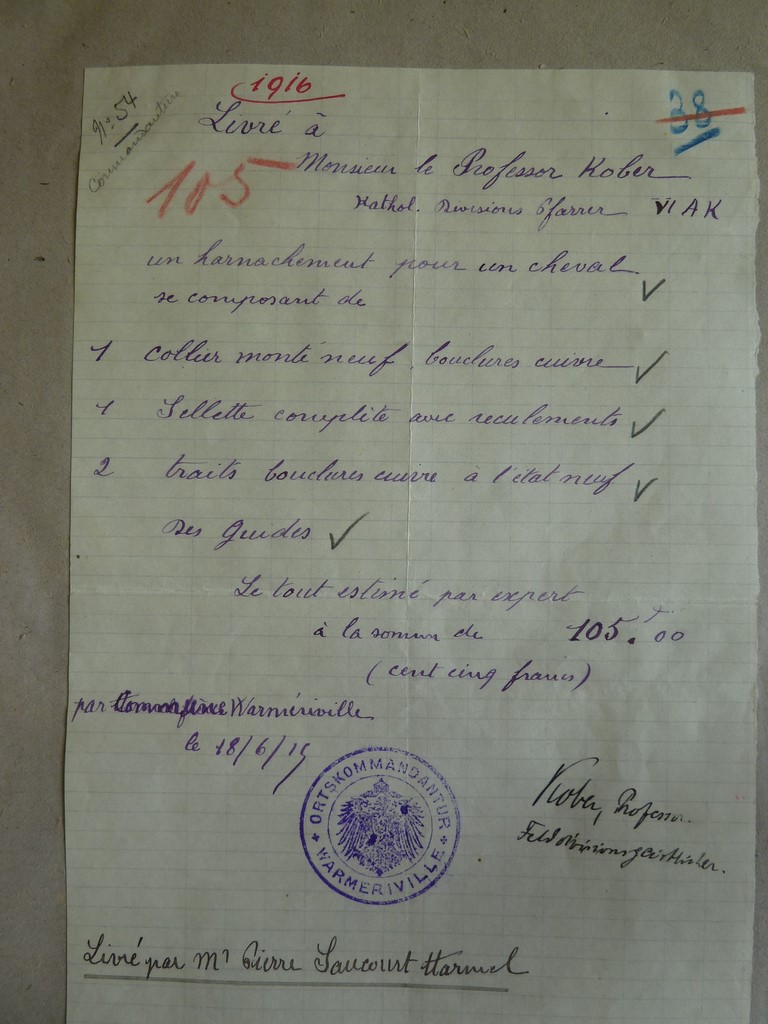 1916
38
N° 54
Commandanture
Livré à
105
Monsieur le Professor Kober
Kathol. Divisions Pfarrer VI AK
un harnachement pour un cheval
se composant de
1 collier monté neuf, bouclures cuivre
1 Sellette complète avec reculements
2 traits bouclures cuivre à l'état neuf
Des guides
Le tout estimé par expert
à la somme de 105.f 00
(cent cinq francs)
par Warmériville
le 18/6/15
ORTSKOMMANDANTUR
WARMERIVILLE
Kober, Professor.
Felddivisionsgeistlicher.
Livré par Mr Pierre Saucourt Harmel